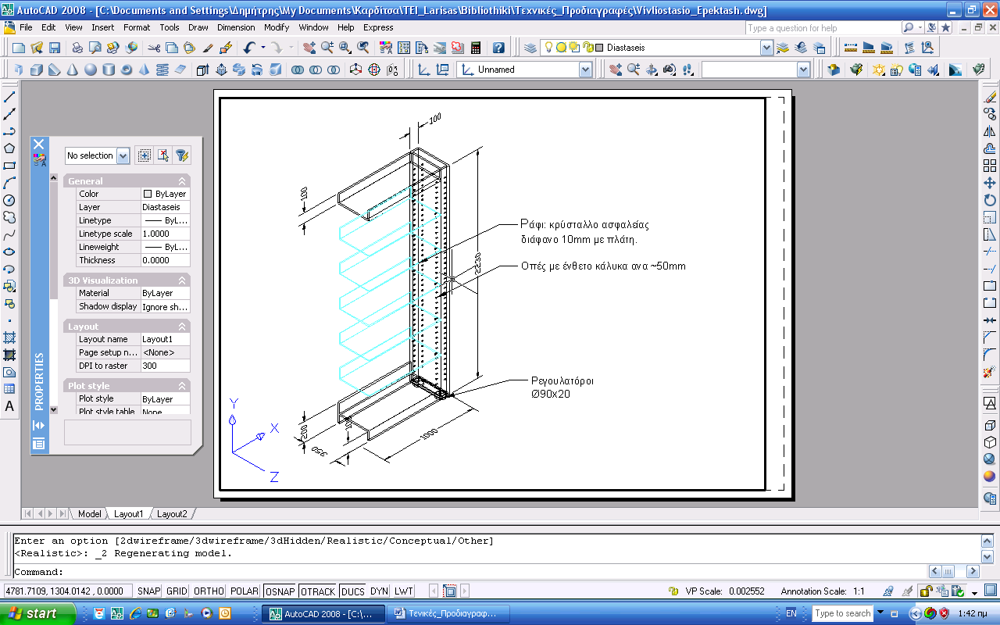 AutoCAD 2008 - [C:\Documents and Settings\Δημήτρης\My Documents\Καρδίτσα\TEI_Larisas\Bibliothiki\Τεχνικές_Προδιαγραφές\Vivliostasio_Epektash.dwg]
File Edit View Insert Format Tools Draw Dimension Modify Window Help Express
Type a question for help
Diastaseis
Unnamed
No selection
General
Color ByLayer
Layer Diastaseis
Linetype ByL...
Linetype scale 1.0000
Lineweight ByL...
Thickness 0.0000
3D Visualization
Material ByLayer
Shadow display Ignore sh...
Layout
Layout name Layout1
Page setup n... <None>
DPI to raster 300
Plot style
Plot style ByLayer
Plot style table None
PROPERTIES
100
100
Ράφι: κρύσταλλο ασφαλείας
διάφανο 10mm με πλάτη.
2230
Οπές με ένθετο κάλυκα ανα ~50mm
Ρεγουλατόροι
Ø90x20
200
350
1000
Y
X
Z
Model Layout1 Layout2
Enter an option [2dwireframe/3dwireframe/3dHidden/Realistic/Conceptual/Other]
<Realistic>: _2 Regenerating model.
Command:
4781.7109, 1304.0142 , 0.0000 SNAP GRID ORTHO POLAR OSNAP OTRACK DUCS DYN LWT VP Scale: 0.002552 Annotation Scale: 1:1
start AutoCAD 2008 - [C:\... Τενικές_Προδιαγραφ... EN Type to search 1:42 πμ